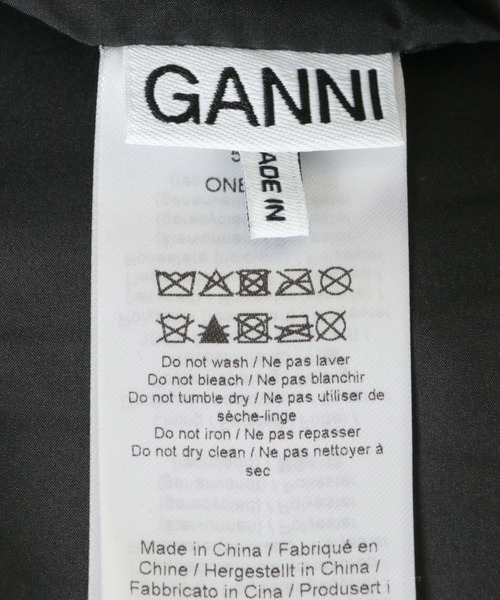 GANNI
5
ADE IN
ONE
Do not wash / Ne pas laver
Do not bleach / Ne pas blanchir
Do not tumble dry / Ne pas utiliser de
sèche-linge
Do not iron / Ne pas repasser
Do not dry clean / Ne pas nettoyer à
sec
Made in China / Fabriqué en
Chine / Hergestellt in China /
Fabbricato in Cina / Produsert i